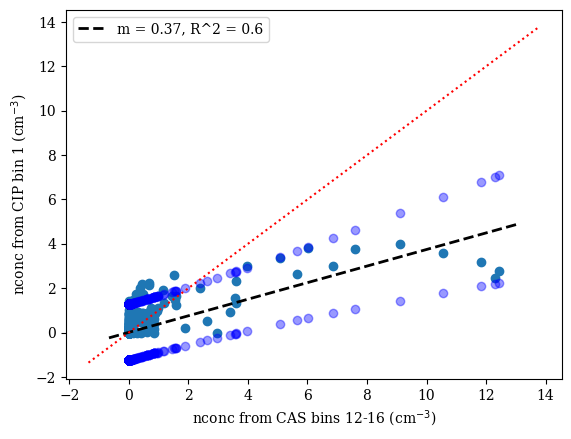 m = 0.37, R^2 = 0.6
14
12
10
8
6
4
2
0
−2
nconc from CIP bin 1 (cm⁻³)
−2 0 2 4 6 8 10 12 14
nconc from CAS bins 12-16 (cm⁻³)